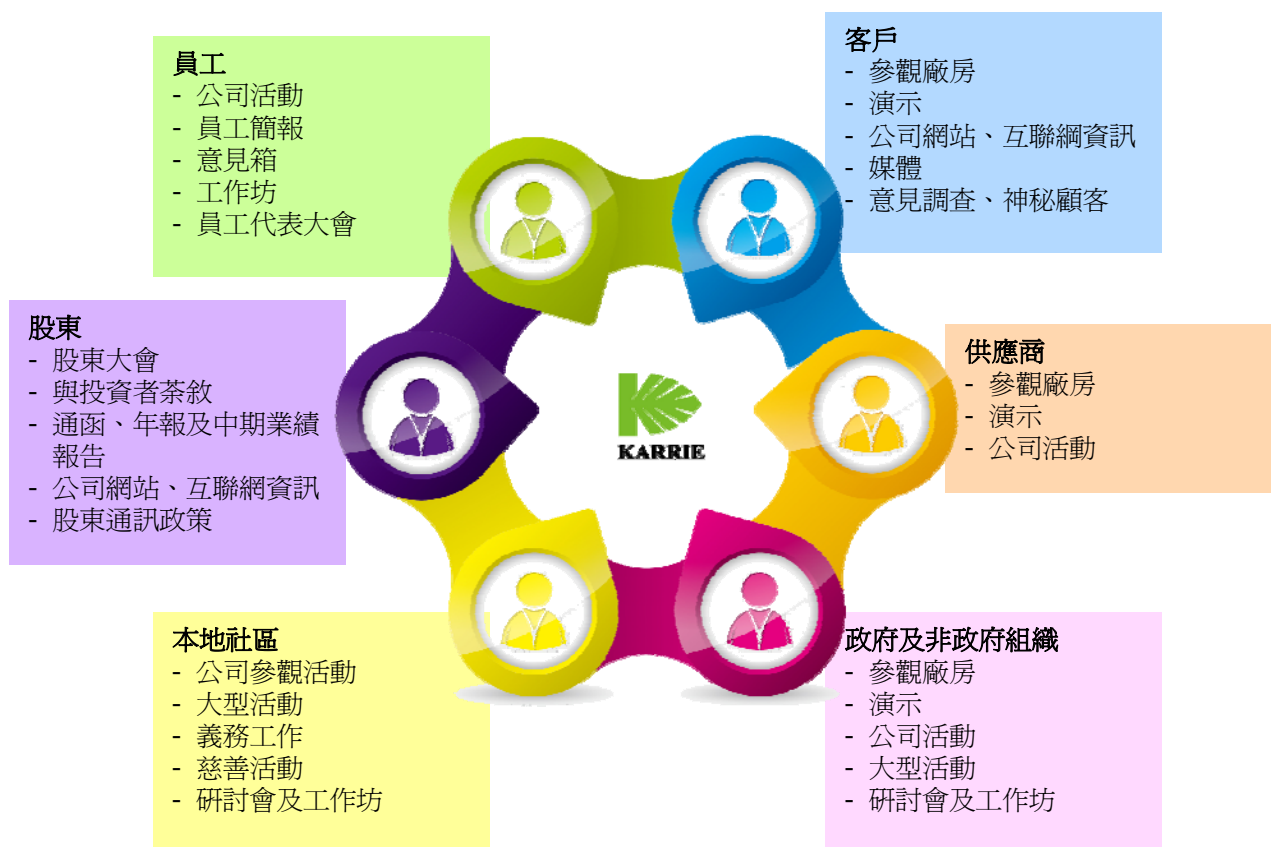 員工
- 公司活動
- 員工簡報
- 意見箱
- 工作坊
- 員工代表大會
客戶
- 參觀廠房
- 演示
- 公司網站、互聯綱資訊
- 媒體
- 意見調查、神秘顧客
股東
- 股東大會
- 與投資者茶敘
- 通函、年報及中期業績
報告
- 公司網站、互聯網資訊
- 股東通訊政策
KARRIE
供應商
- 參觀廠房
- 演示
- 公司活動
本地社區
- 公司參觀活動
- 大型活動
- 義務工作
- 慈善活動
- 研討會及工作坊
政府及非政府組織
- 參觀廠房
- 演示
- 公司活動
- 大型活動
- 研討會及工作坊